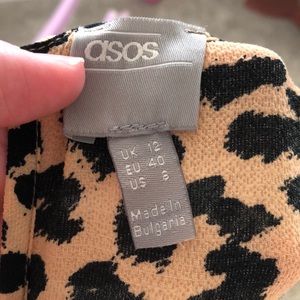 asos
UK 12
EU 40
US 8
Made in
Bulgaria